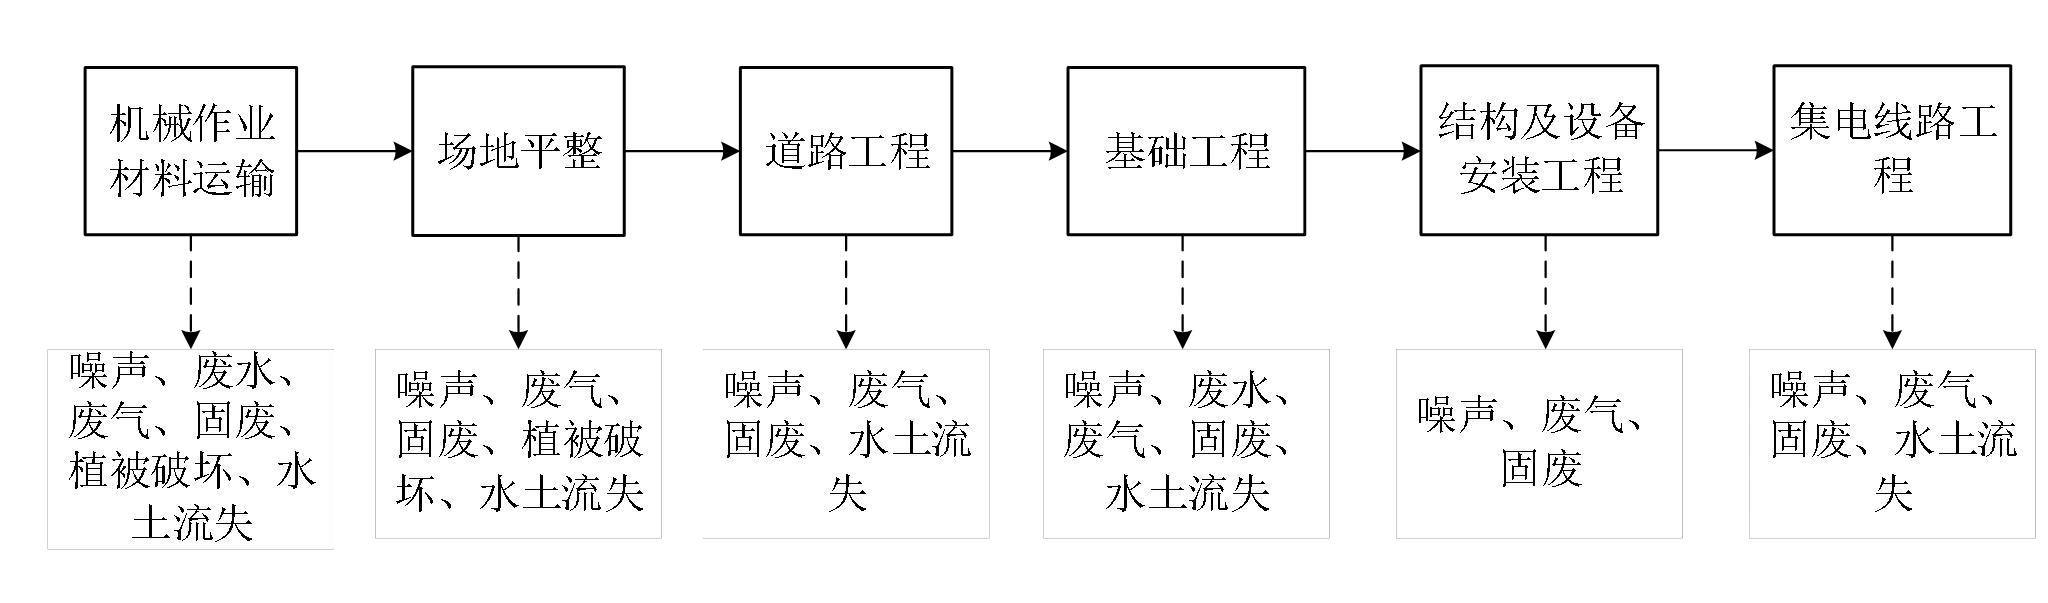 机械作业
材料运输
场地平整
道路工程
基础工程
结构及设备
安装工程
集电线路工
程
噪声、废水、
废气、固废、
植被破坏、水
土流失
噪声、废气、
固废、植被破
坏、水土流失
噪声、废气、
固废、水土流
失
噪声、废水、
废气、固废、
水土流失
噪声、废气、
固废
噪声、废气、
固废、水土流
失